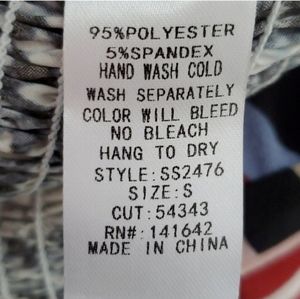 95%POLYESTER
5%SPANDEX
HAND WASH COLD
WASH SEPARATELY
COLOR WILL BLEED
NO BLEACH
HANG TO DRY
STYLE:SS2476
SIZE:S
CUT:54343
RN#:141642
MADE IN CHINA